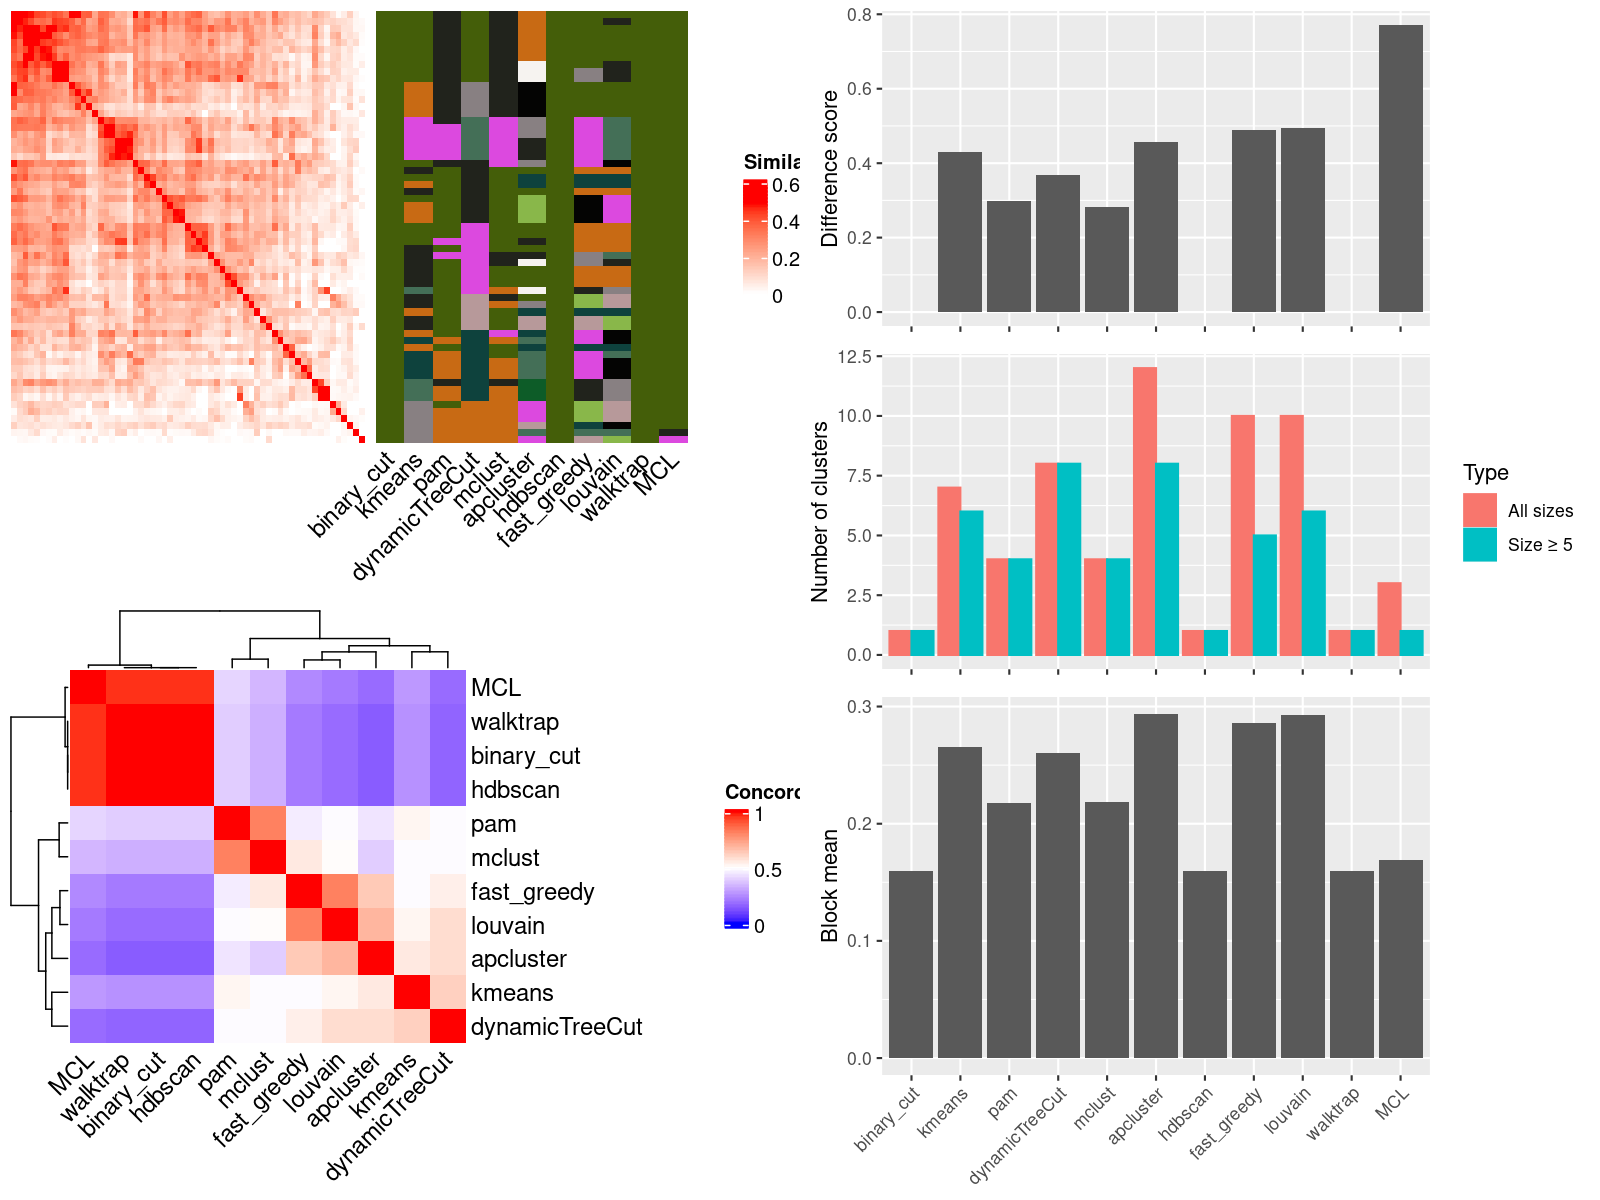 Simila
0.6
0.4
0.2
0
binary_cut
kmeans
pam
dynamicTreeCut
mclust
apcluster
hdbscan
fast_greedy
louvain
walktrap
MCL
MCL
walktrap
binary_cut
hdbscan
pam
mclust
fast_greedy
louvain
apcluster
kmeans
dynamicTreeCut
MCL
walktrap
binary_cut
hdbscan
pam
mclust
fast_greedy
louvain
apcluster
kmeans
dynamicTreeCut
Concord
1
0.5
0
Difference score
0.8
0.6
0.4
0.2
0.0
Number of clusters
12.5
10.0
7.5
5.0
2.5
0.0
Type
All sizes
Size ≥ 5
Block mean
0.3
0.2
0.1
0.0
binary_cut
kmeans
pam
dynamicTreeCut
mclust
apcluster
hdbscan
fast_greedy
louvain
walktrap
MCL